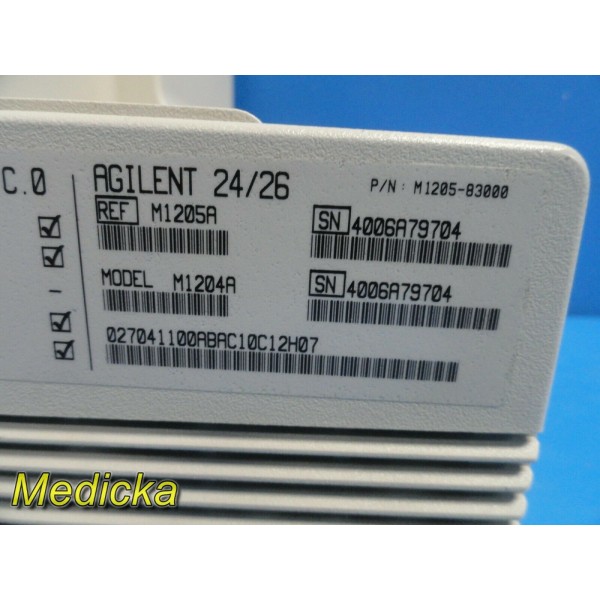 C.0 AGILENT 24/26 P/N: M1205-83000
REF M1205A SN 4006A79704
MODEL M1204A SN 4006A79704
027041100ABAC10C12H07
Medicka